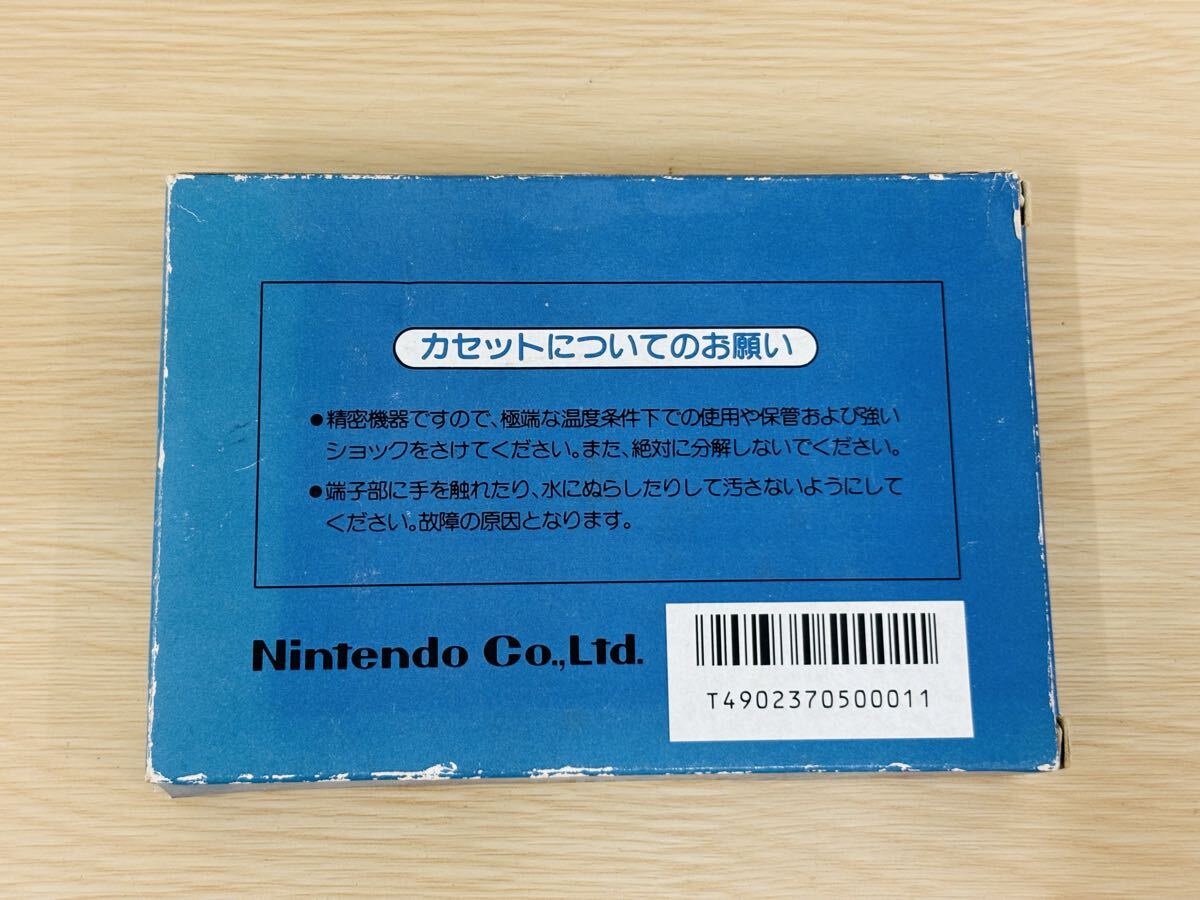 カセットについてのお願い
●精密機器ですので、極端な温度条件下での使用や保管および強い
ショックをさけてください。また、絶対に分解しないでください。
●端子部に手を触れたり、水にぬらしたりして汚さないようにして
ください。故障の原因となります。
Nintendo Co.,Ltd.
T4902370500011